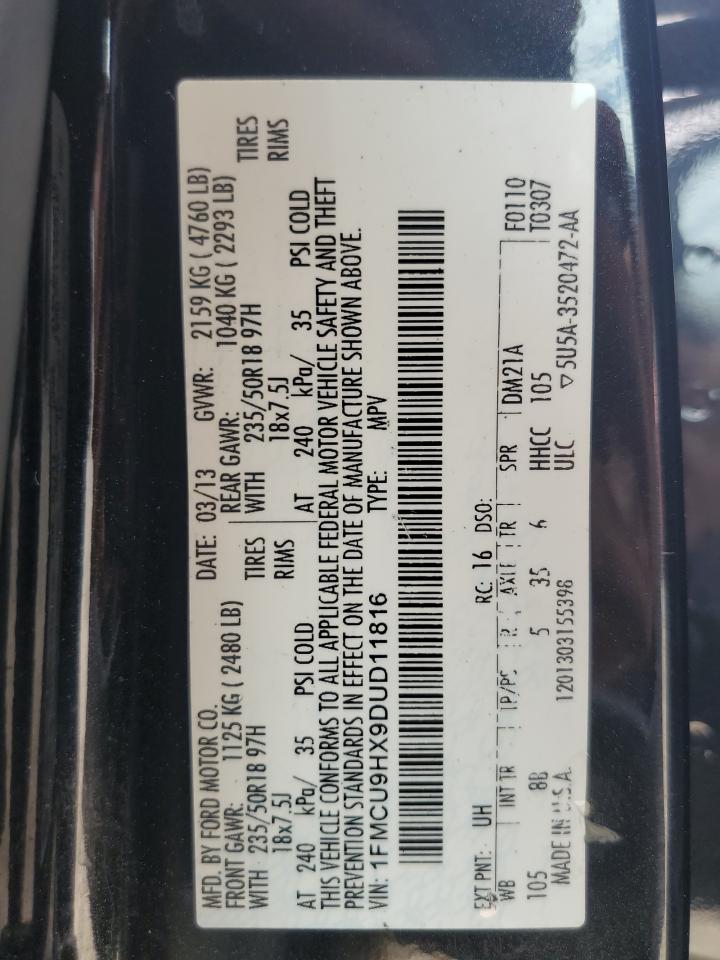 MFD. BY FORD MOTOR CO.
DATE: 03/13 GVWR: 2159 KG ( 4760 LB)
FRONT GAWR: 1125 KG ( 2480 LB) REAR GAWR: 1040 KG ( 2293 LB)
WITH 235/50R18 97H TIRES WITH 235/50R18 97H TIRES
18x7.5J RIMS 18x7.5J RIMS
AT 240 kPa/ 35 PSI COLD AT 240 kPa/ 35 PSI COLD
THIS VEHICLE CONFORMS TO ALL APPLICABLE FEDERAL MOTOR VEHICLE SAFETY AND THEFT
PREVENTION STANDARDS IN EFFECT ON THE DATE OF MANUFACTURE SHOWN ABOVE.
VIN: 1FMCU9HX9DUD11816 TYPE: MPV
EXT PNT: UH RC: 16 DSO:
WB INT TR TP/PS R AXLE TR SPR DM21A F0110
105 8B 5 35 6 HHCC 105 T0307
MADE IN U.S.A. 1201303155398 ULC ▽5U5A-3520472-AA